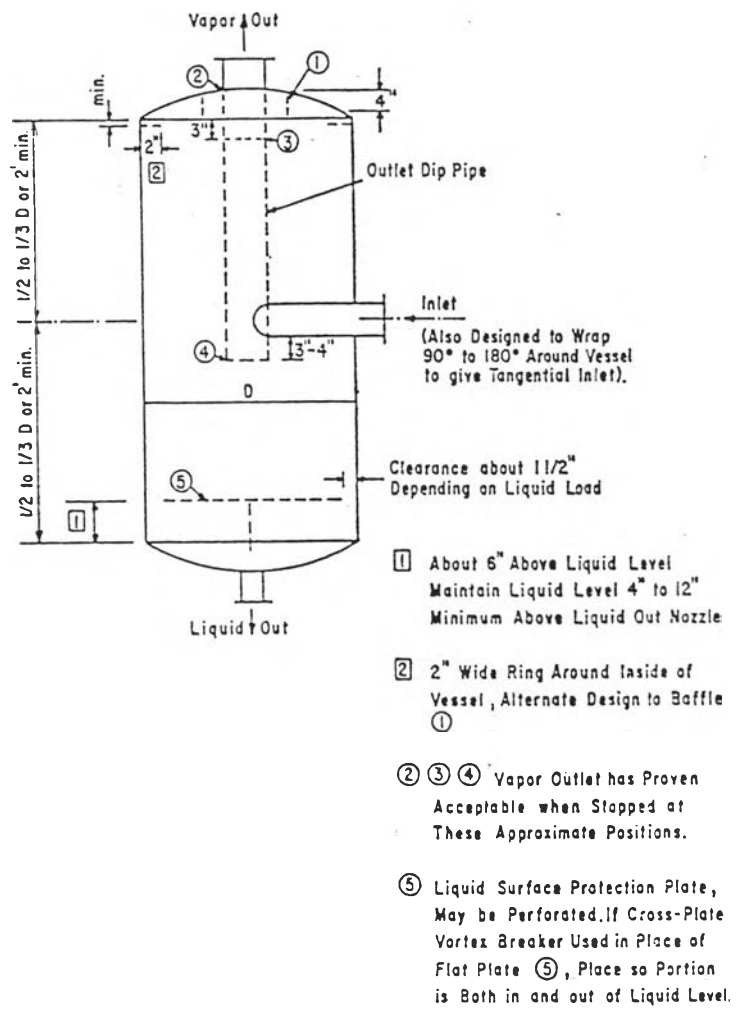 Vapor Out
2
1
min.
4"
3"
3
2"
2
Outlet Dip Pipe
1/2 to 1/3 D or 2' min.
Inlet
(Also Designed to Wrap
90° to 180° Around Vessel
to give Tangential Inlet).
4
3"-4"
D
1/2 to 1/3 D or 2' min.
5
Clearance about 1 1/2"
Depending on Liquid Load
1
Liquid Out
1 About 6" Above Liquid Level
Maintain Liquid Level 4" to 12"
Minimum Above Liquid Out Nozzle
2 2" Wide Ring Around Inside of
Vessel, Alternate Design to Baffle
1
2 3 4 Vapor Outlet has Proven
Acceptable when Stopped at
These Approximate Positions.
5 Liquid Surface Protection Plate,
May be Perforated. If Cross-Plate
Vortex Breaker Used in Place of
Flat Plate 5, Place so Portion
is Both in and out of Liquid Level.